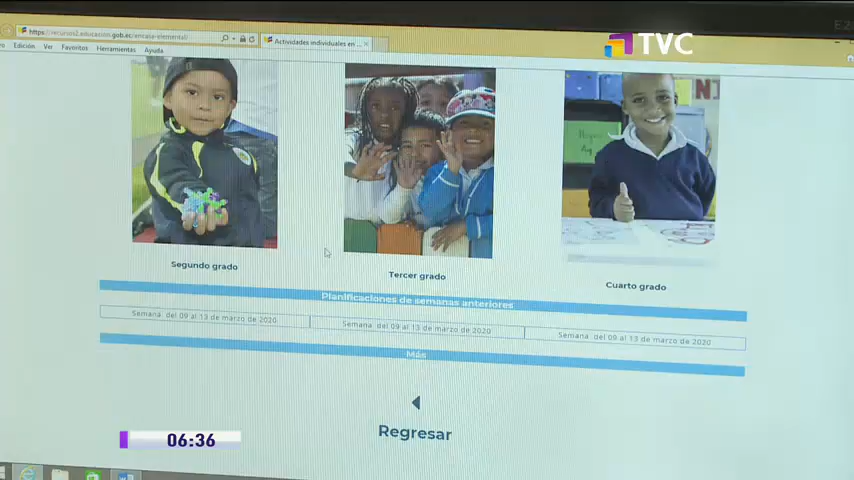 TVC
https://recursos2.educacion.gob.ec/encasa-elemental/
Actividades individuales en ...
Edición Ver Favoritos Herramientas Ayuda
Segundo grado
Tercer grado
Cuarto grado
Planificaciones de semanas anteriores
Semana del 09 al 13 de marzo de 2020
Semana del 09 al 13 de marzo de 2020
Semana del 09 al 13 de marzo de 2020
Más
Regresar
06:36